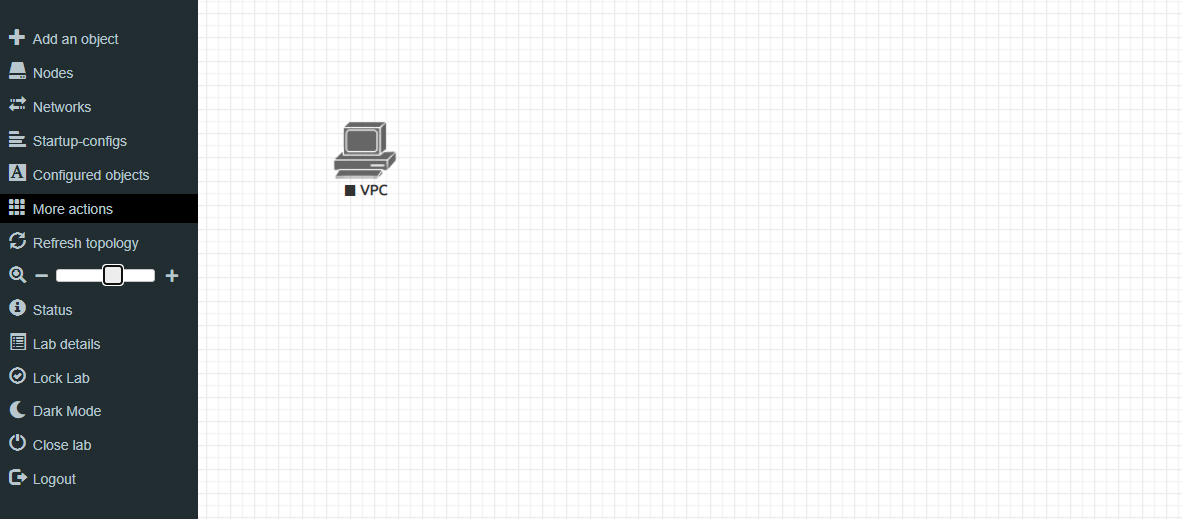 Add an object
Nodes
Networks
Startup-configs
A Configured objects
More actions
Refresh topology
Status
Lab details
Lock Lab
Dark Mode
Close lab
Logout
VPC